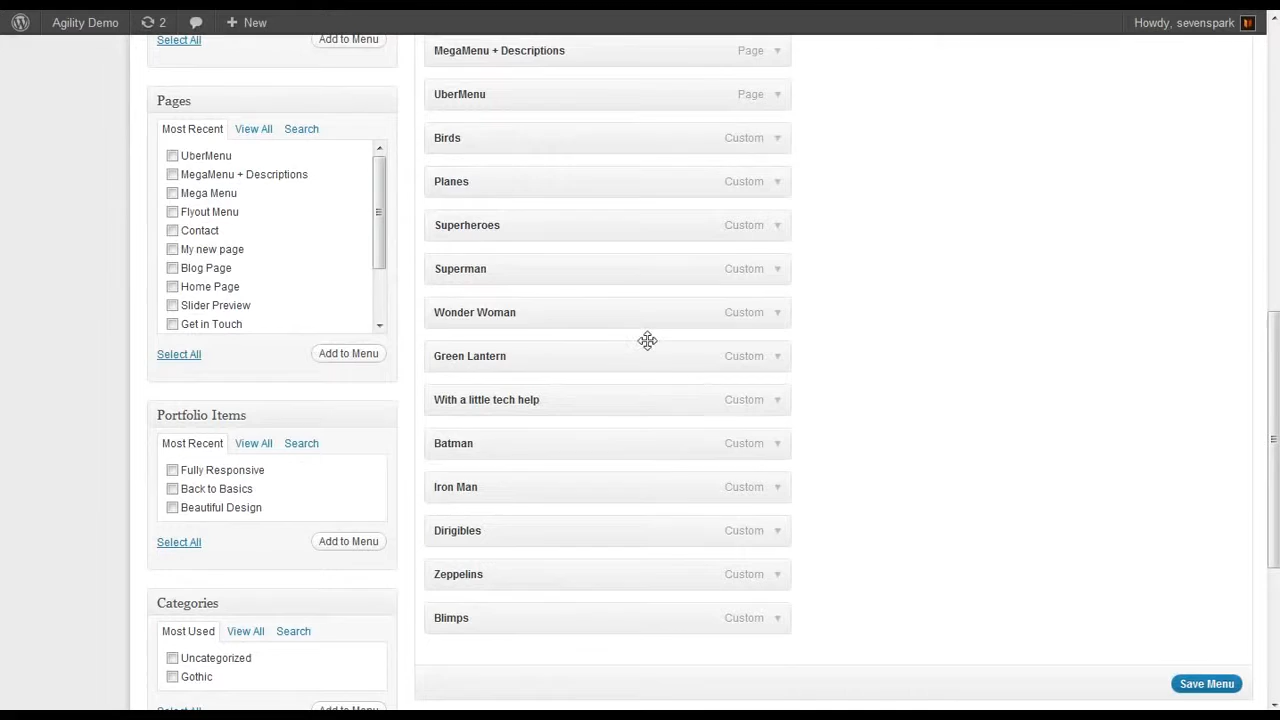 Agility Demo 2 + New Howdy, sevenspark
Select All Add to Menu
Pages
Most Recent View All Search
UberMenu
MegaMenu + Descriptions
Mega Menu
Flyout Menu
Contact
My new page
Blog Page
Home Page
Slider Preview
Get in Touch
Select All Add to Menu
Portfolio Items
Most Recent View All Search
Fully Responsive
Back to Basics
Beautiful Design
Select All Add to Menu
Categories
Most Used View All Search
Uncategorized
Gothic
Select All Add to Menu
MegaMenu + Descriptions Page
UberMenu Page
Birds Custom
Planes Custom
Superheroes Custom
Superman Custom
Wonder Woman Custom
Green Lantern Custom
With a little tech help Custom
Batman Custom
Iron Man Custom
Dirigibles Custom
Zeppelins Custom
Blimps Custom
Save Menu